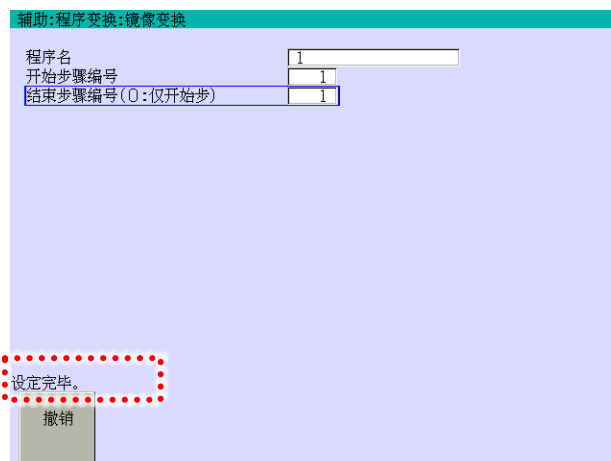 辅助:程序变换:镜像变换
程序名 1
开始步骤编号 1
结束步骤编号(0:仅开始步) 1
设定完毕。
撤销